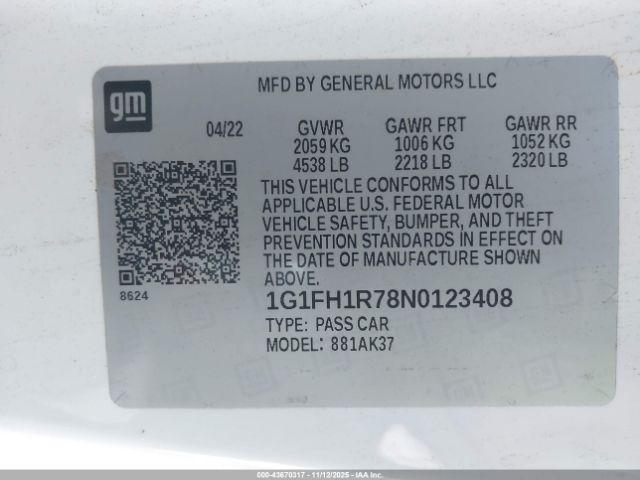 gm
MFD BY GENERAL MOTORS LLC
04/22 GVWR GAWR FRT GAWR RR
2059 KG 1006 KG 1052 KG
4538 LB 2218 LB 2320 LB
THIS VEHICLE CONFORMS TO ALL
APPLICABLE U.S. FEDERAL MOTOR
VEHICLE SAFETY, BUMPER, AND THEFT
PREVENTION STANDARDS IN EFFECT ON
THE DATE OF MANUFACTURE SHOWN
ABOVE.
8624
1G1FH1R78N0123408
TYPE: PASS CAR
MODEL: 881AK37
000-43670317 - 11/12/2025 - IAA Inc.